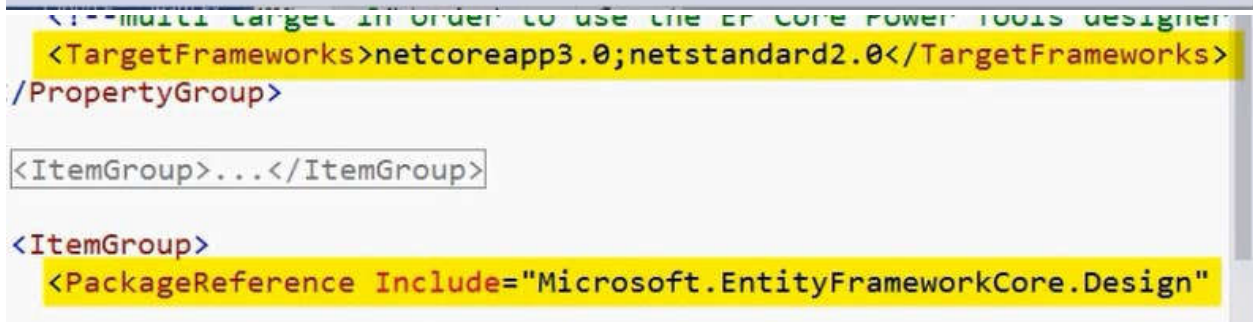 <!--multi target in order to use the EF Core Power Tools designer
<TargetFrameworks>netcoreapp3.0;netstandard2.0</TargetFrameworks>
/PropertyGroup>
<ItemGroup>...</ItemGroup>
<ItemGroup>
<PackageReference Include="Microsoft.EntityFrameworkCore.Design"